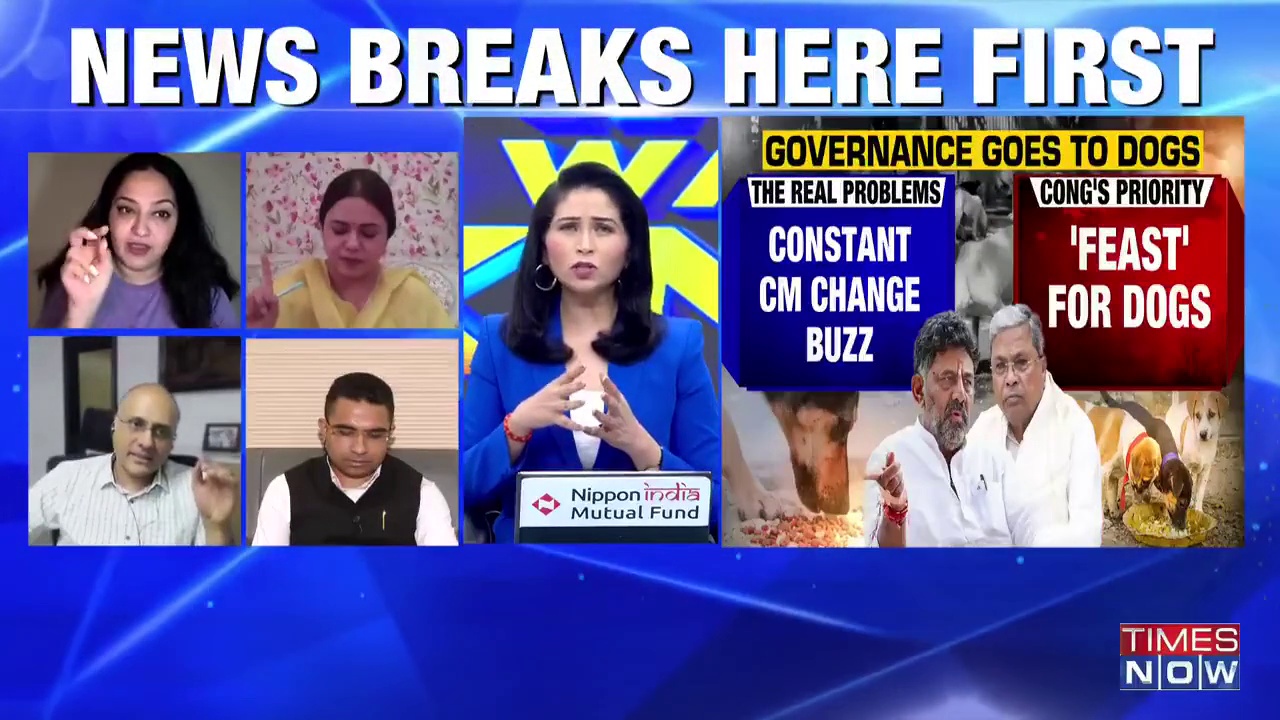 NEWS BREAKS HERE FIRST
GOVERNANCE GOES TO DOGS
THE REAL PROBLEMS
CONSTANT
CM CHANGE
BUZZ
CONG'S PRIORITY
'FEAST'
FOR DOGS
Nippon india
Mutual Fund
TIMES
NOW